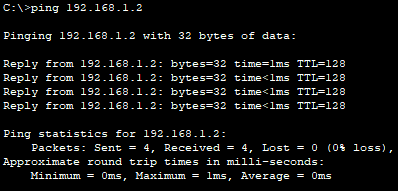 C:\>ping 192.168.1.2
Pinging 192.168.1.2 with 32 bytes of data:
Reply from 192.168.1.2: bytes=32 time=1ms TTL=128
Reply from 192.168.1.2: bytes=32 time<1ms TTL=128
Reply from 192.168.1.2: bytes=32 time<1ms TTL=128
Reply from 192.168.1.2: bytes=32 time<1ms TTL=128
Ping statistics for 192.168.1.2:
Packets: Sent = 4, Received = 4, Lost = 0 (0% loss),
Approximate round trip times in milli-seconds:
Minimum = 0ms, Maximum = 1ms, Average = 0ms